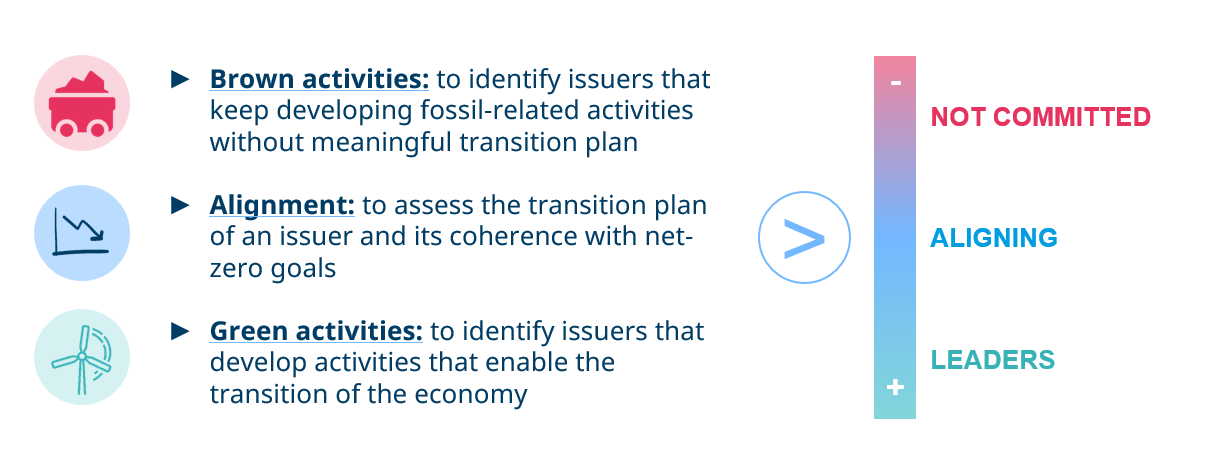 ► Brown activities: to identify issuers that
keep developing fossil-related activities
without meaningful transition plan
► Alignment: to assess the transition plan
of an issuer and its coherence with net-
zero goals
► Green activities: to identify issuers that
develop activities that enable the
transition of the economy
>
-
NOT COMMITTED
ALIGNING
LEADERS
+